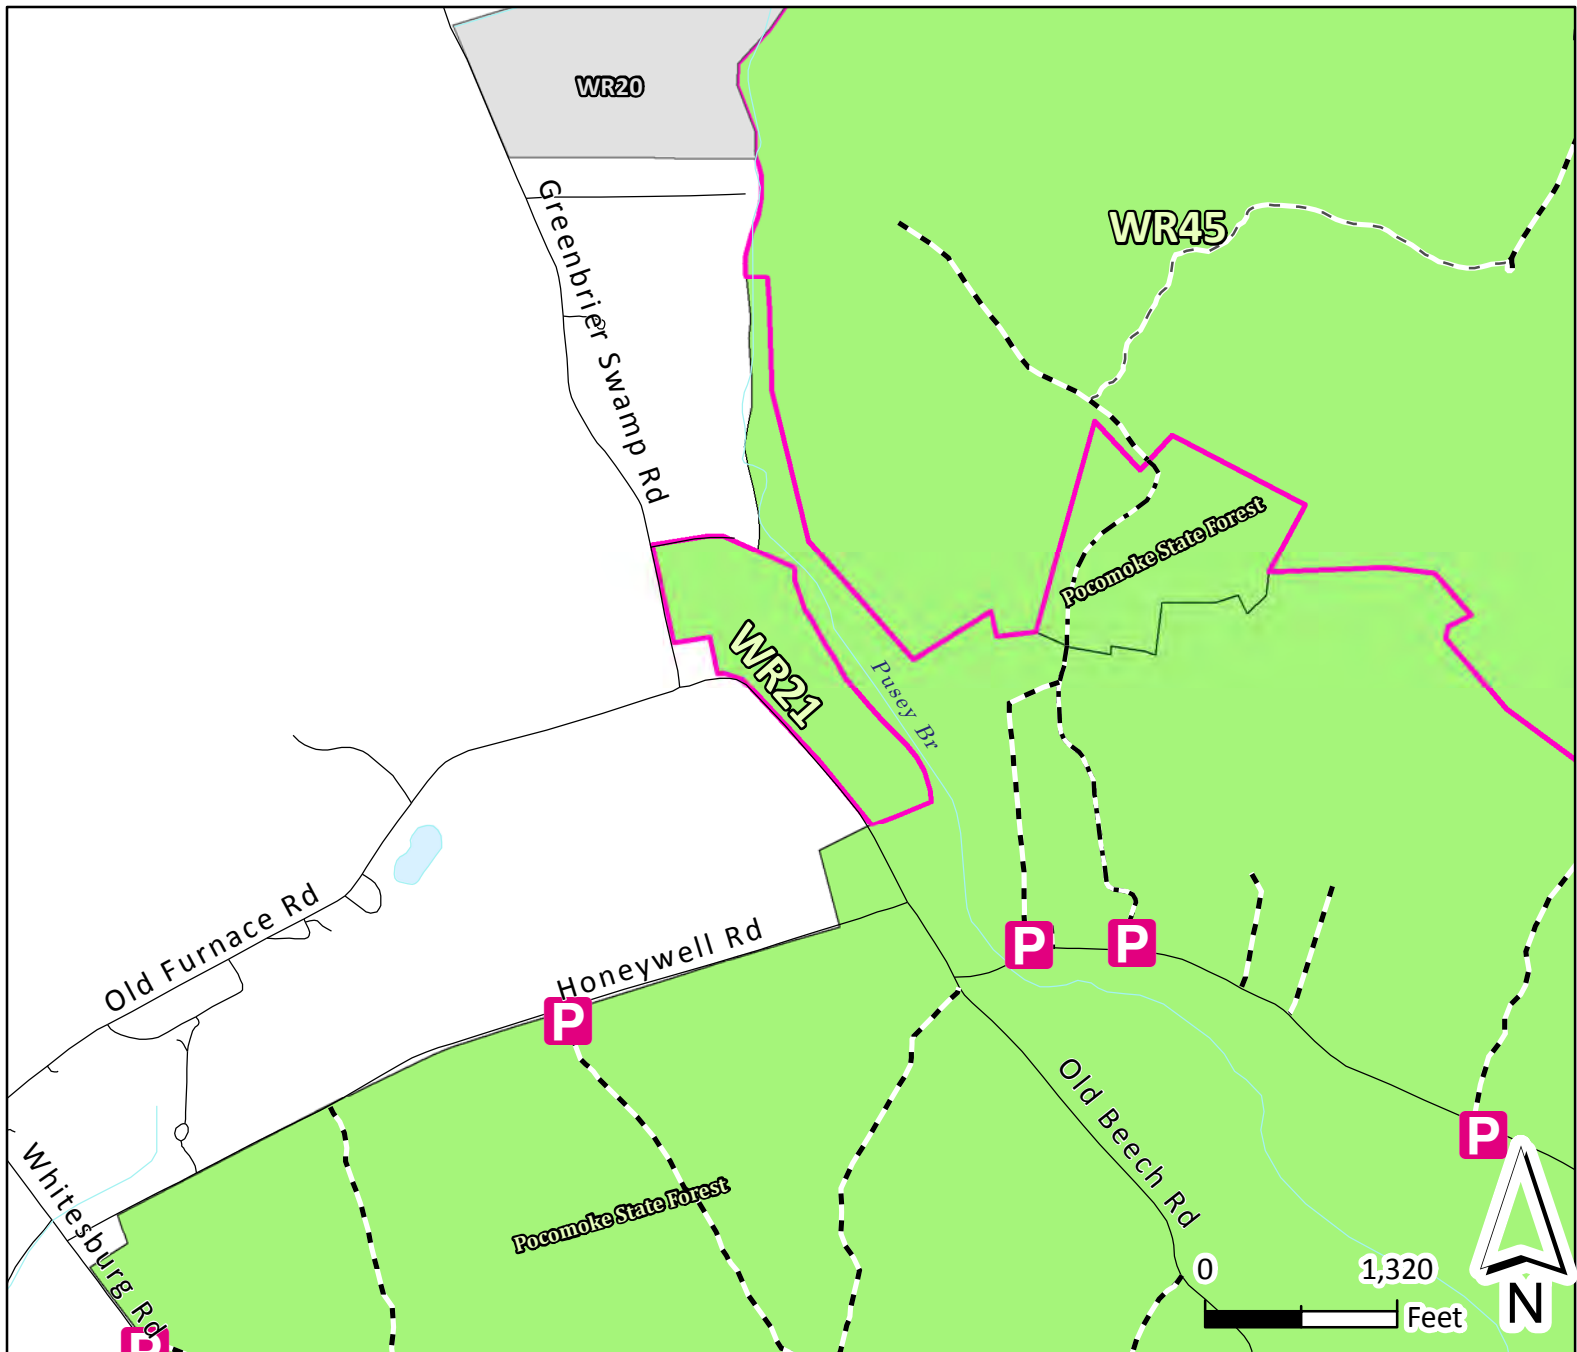 WR20
Greenbrier Swamp Rd
WR45
Pocomoke State Forest
WR21
Pusey Br
Old Furnace Rd
Honeywell Rd
P
P
P
Old Beech Rd
P
Whitesburg Rd
Pocomoke State Forest
0
1,320
Feet
N
P